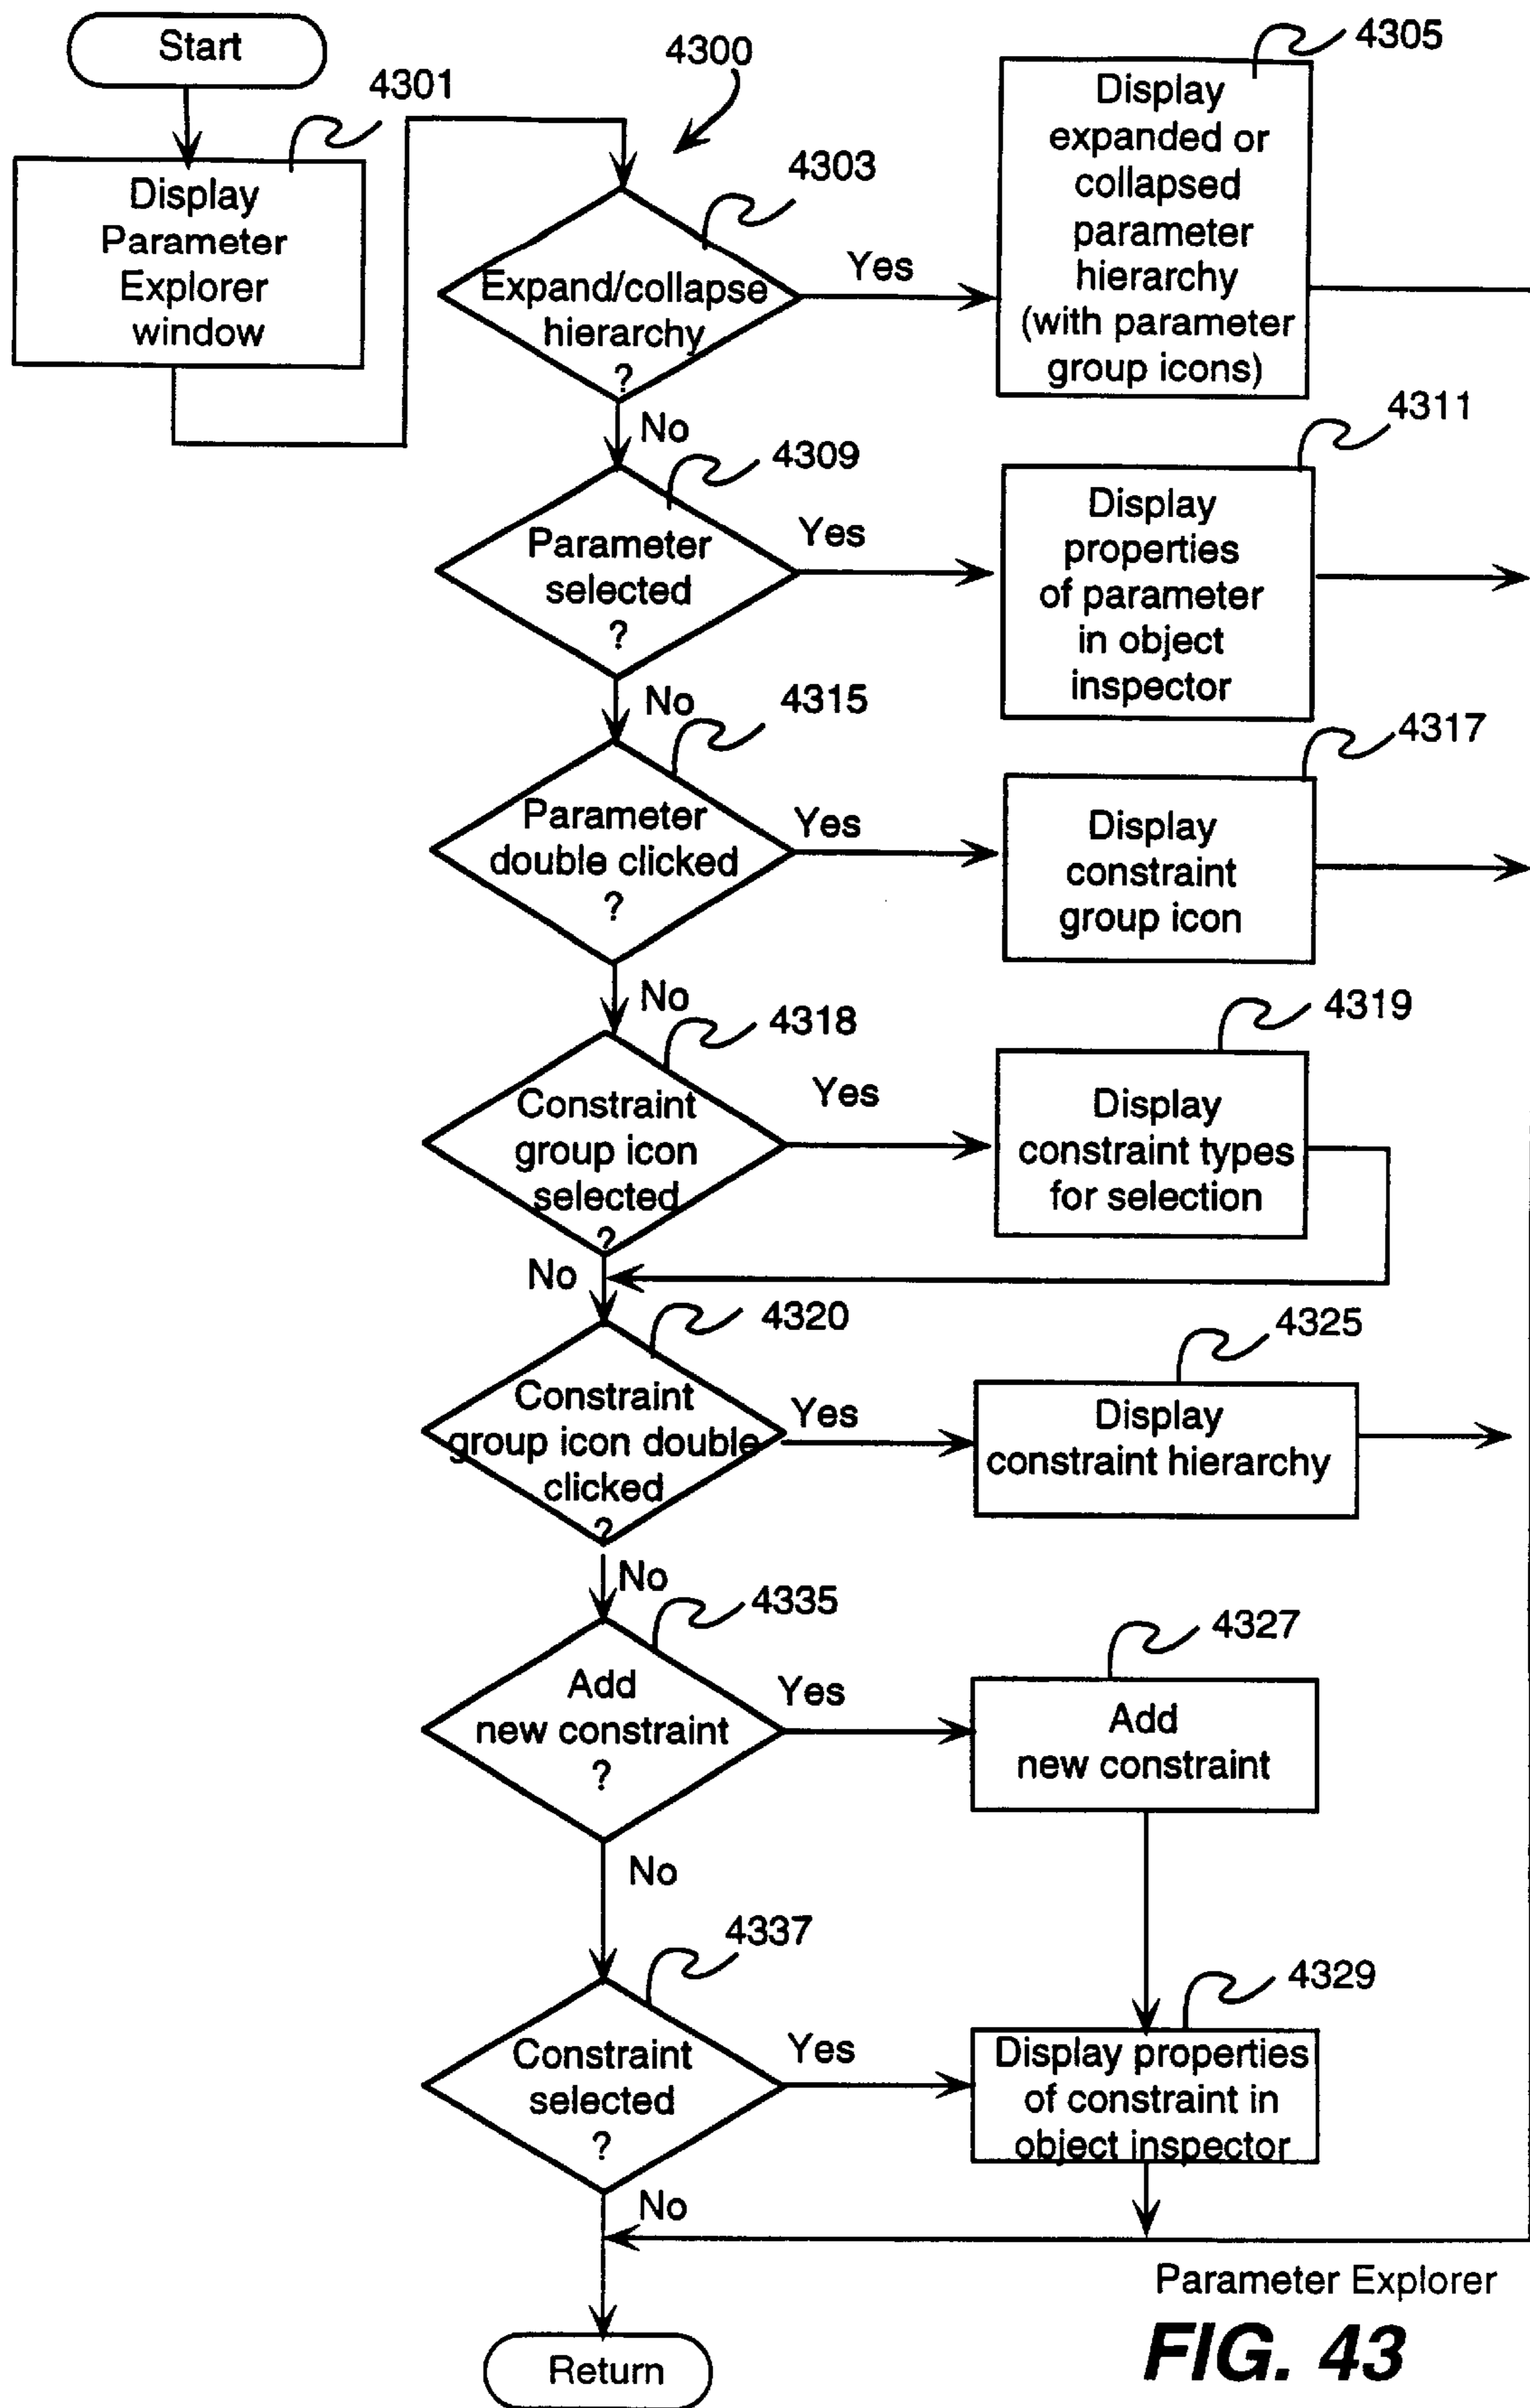 Start
4300
4305
4301
Display
Parameter
Explorer
window
4303
Expand/collapse
hierarchy
?
Yes
Display
expanded or
collapsed
parameter
hierarchy
(with parameter
group icons)
No
4309
Parameter
selected
?
Yes
4311
Display
properties
of parameter
in object
inspector
No
4315
Parameter
double clicked
?
Yes
4317
Display
constraint
group icon
No
4318
Constraint
group icon
selected
?
Yes
4319
Display
constraint types
for selection
No
4320
Constraint
group icon double
clicked
?
Yes
4325
Display
constraint hierarchy
No
4335
Add
new constraint
?
Yes
4327
Add
new constraint
No
4337
Constraint
selected
?
Yes
4329
Display properties
of constraint in
object inspector
No
Return
Parameter Explorer
FIG. 43